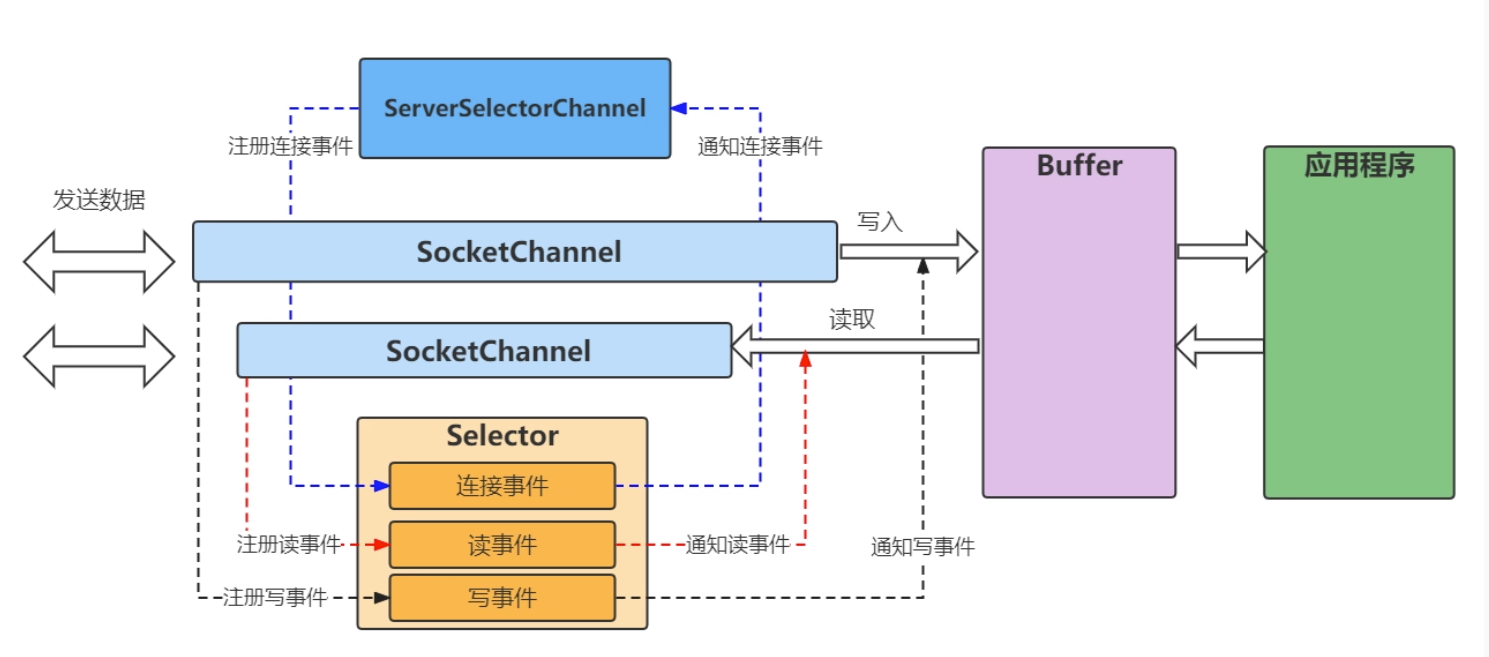 ServerSelectorChannel
注册连接事件
通知连接事件
Buffer
应用程序
发送数据
写入
SocketChannel
读取
SocketChannel
Selector
连接事件
注册读事件
读事件
通知读事件
通知写事件
注册写事件
写事件